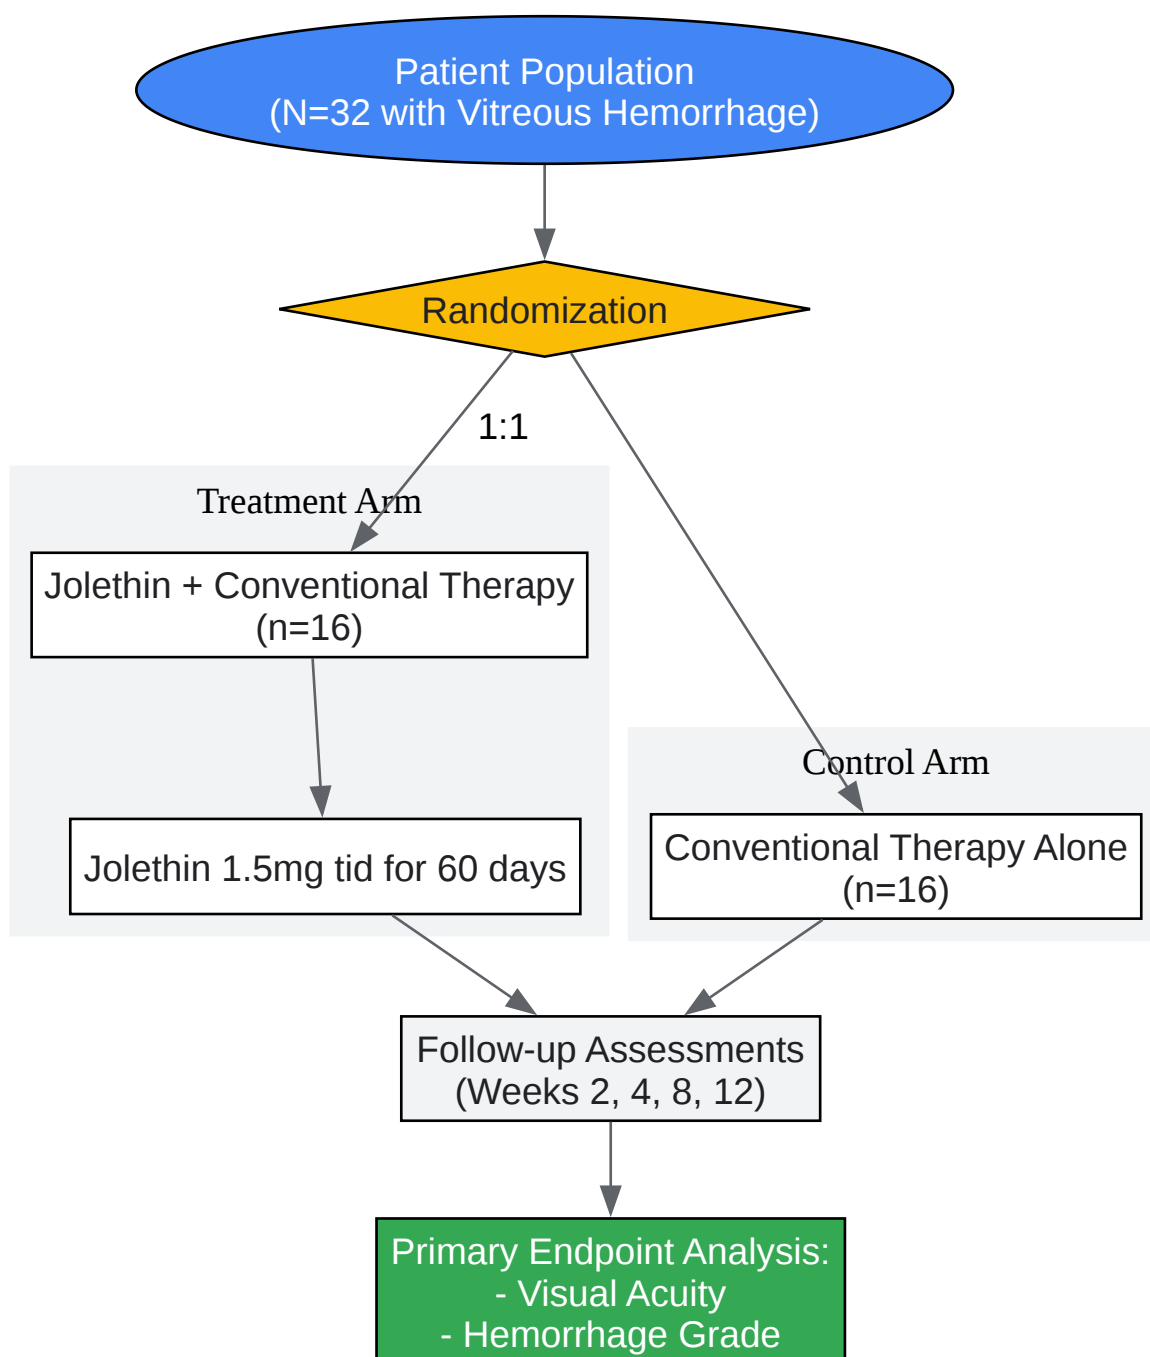 Patient Population
(N=32 with Vitreous Hemorrhage)
Randomization
1:1
Treatment Arm
Jolethin + Conventional Therapy
(n=16)
Jolethin 1.5mg tid for 60 days
Control Arm
Conventional Therapy Alone
(n=16)
Follow-up Assessments
(Weeks 2, 4, 8, 12)
Primary Endpoint Analysis:
- Visual Acuity
- Hemorrhage Grade